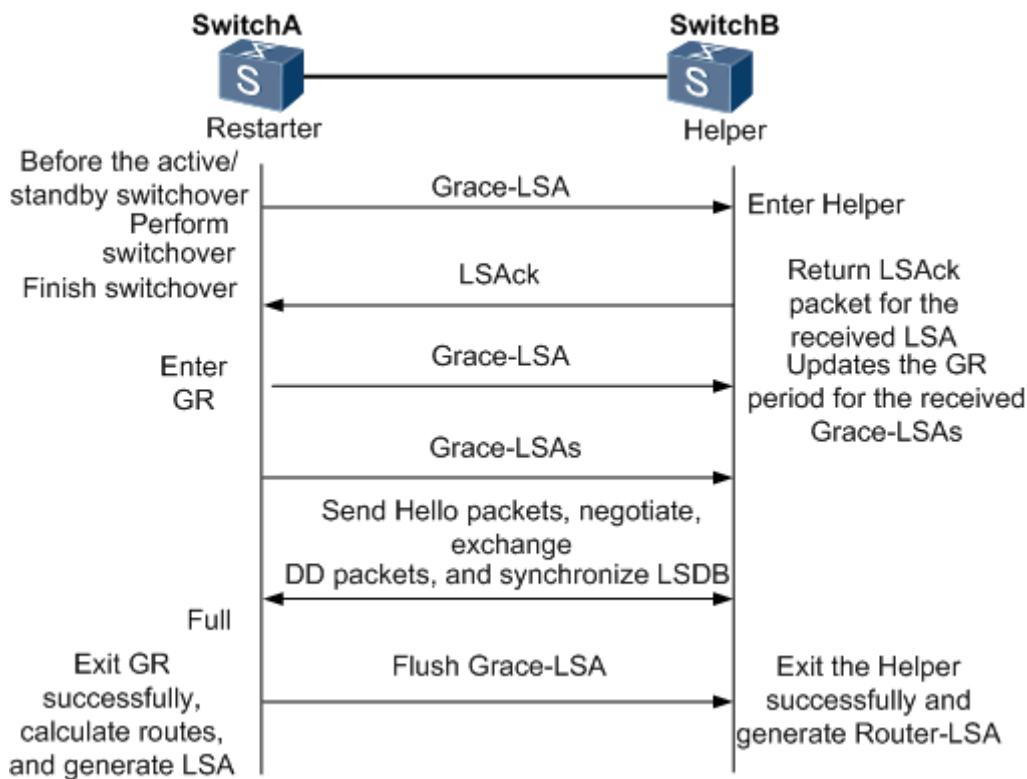 SwitchA
SwitchB
S
S
Restarter
Helper
Before the active/
standby switchover
Grace-LSA
Enter Helper
Perform
switchover
Finish switchover
LSAck
Return LSAck
packet for the
received LSA
Enter
GR
Grace-LSA
Updates the GR
period for the received
Grace-LSAs
Grace-LSAs
Send Hello packets, negotiate,
exchange
DD packets, and synchronize LSDB
Full
Exit GR
successfully,
calculate routes,
and generate LSA
Flush Grace-LSA
Exit the Helper
successfully and
generate Router-LSA